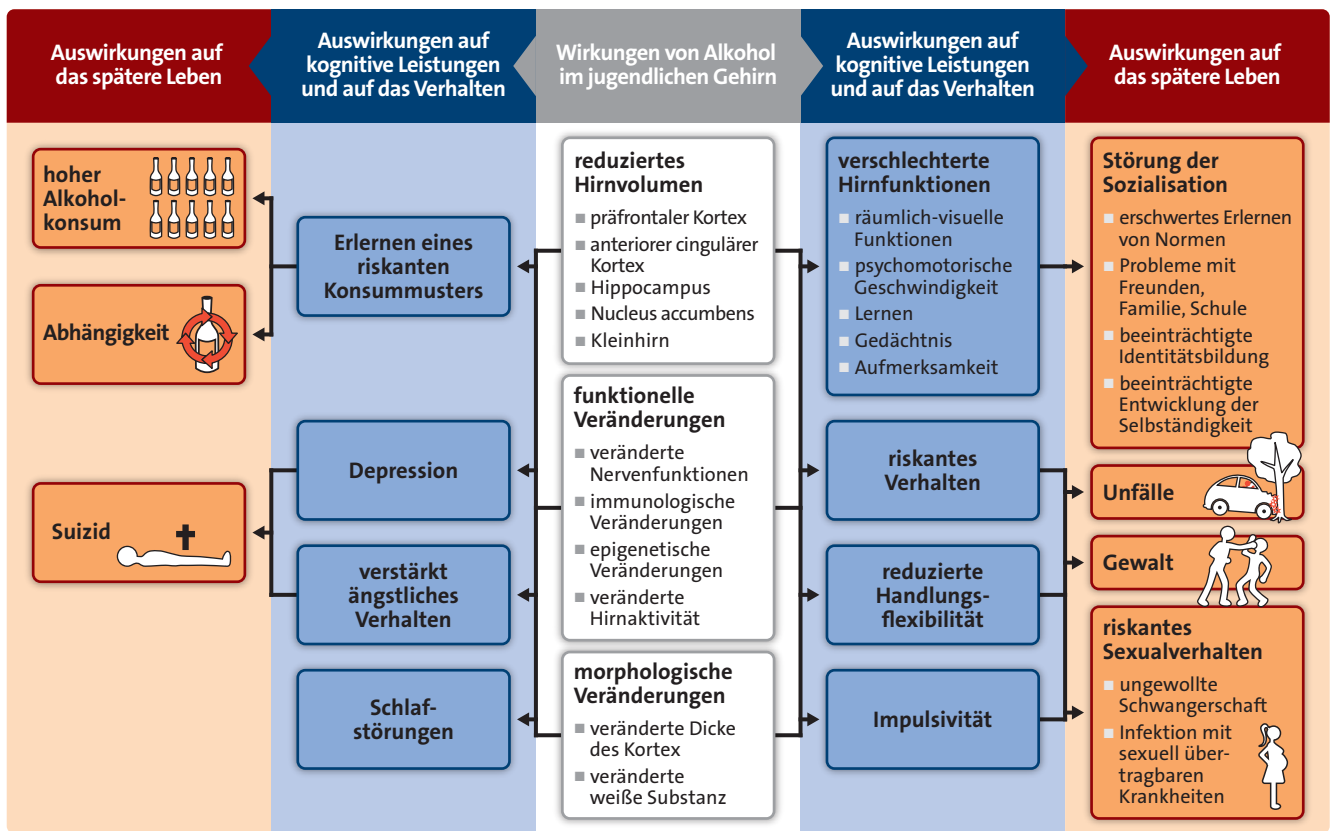 Auswirkungen auf
das spätere Leben
Auswirkungen auf
kognitive Leistungen
und auf das Verhalten
Wirkungen von Alkohol
im jugendlichen Gehirn
Auswirkungen auf
kognitive Leistungen
und auf das Verhalten
Auswirkungen auf
das spätere Leben
hoher
Alkohol-
konsum
Abhängigkeit
Suizid
Erlernen eines
riskanten
Konsummusters
Depression
verstärkt
ängstliches
Verhalten
Schlaf-
störungen
reduziertes
Hirnvolumen
präfrontaler Kortex
anteriorer cingulärer
Kortex
Hippocampus
Nucleus accumbens
Kleinhirn
funktionelle
Veränderungen
veränderte
Nervenfunktionen
immunologische
Veränderungen
epigenetische
Veränderungen
veränderte
Hirnaktivität
morphologische
Veränderungen
veränderte Dicke
des Kortex
veränderte
weiße Substanz
verschlechterte
Hirnfunktionen
räumlich-visuelle
Funktionen
psychomotorische
Geschwindigkeit
Lernen
Gedächtnis
Aufmerksamkeit
riskantes
Verhalten
reduzierte
Handlungs-
flexibilität
Impulsivität
Störung der
Sozialisation
erschwertes Erlernen
von Normen
Probleme mit
Freunden,
Familie, Schule
beeinträchtigte
Identitätsbildung
beeinträchtigte
Entwicklung der
Selbständigkeit
Unfälle
Gewalt
riskantes
Sexualverhalten
ungewollte
Schwangerschaft
Infektion mit
sexuell über-
tragbaren
Krankheiten